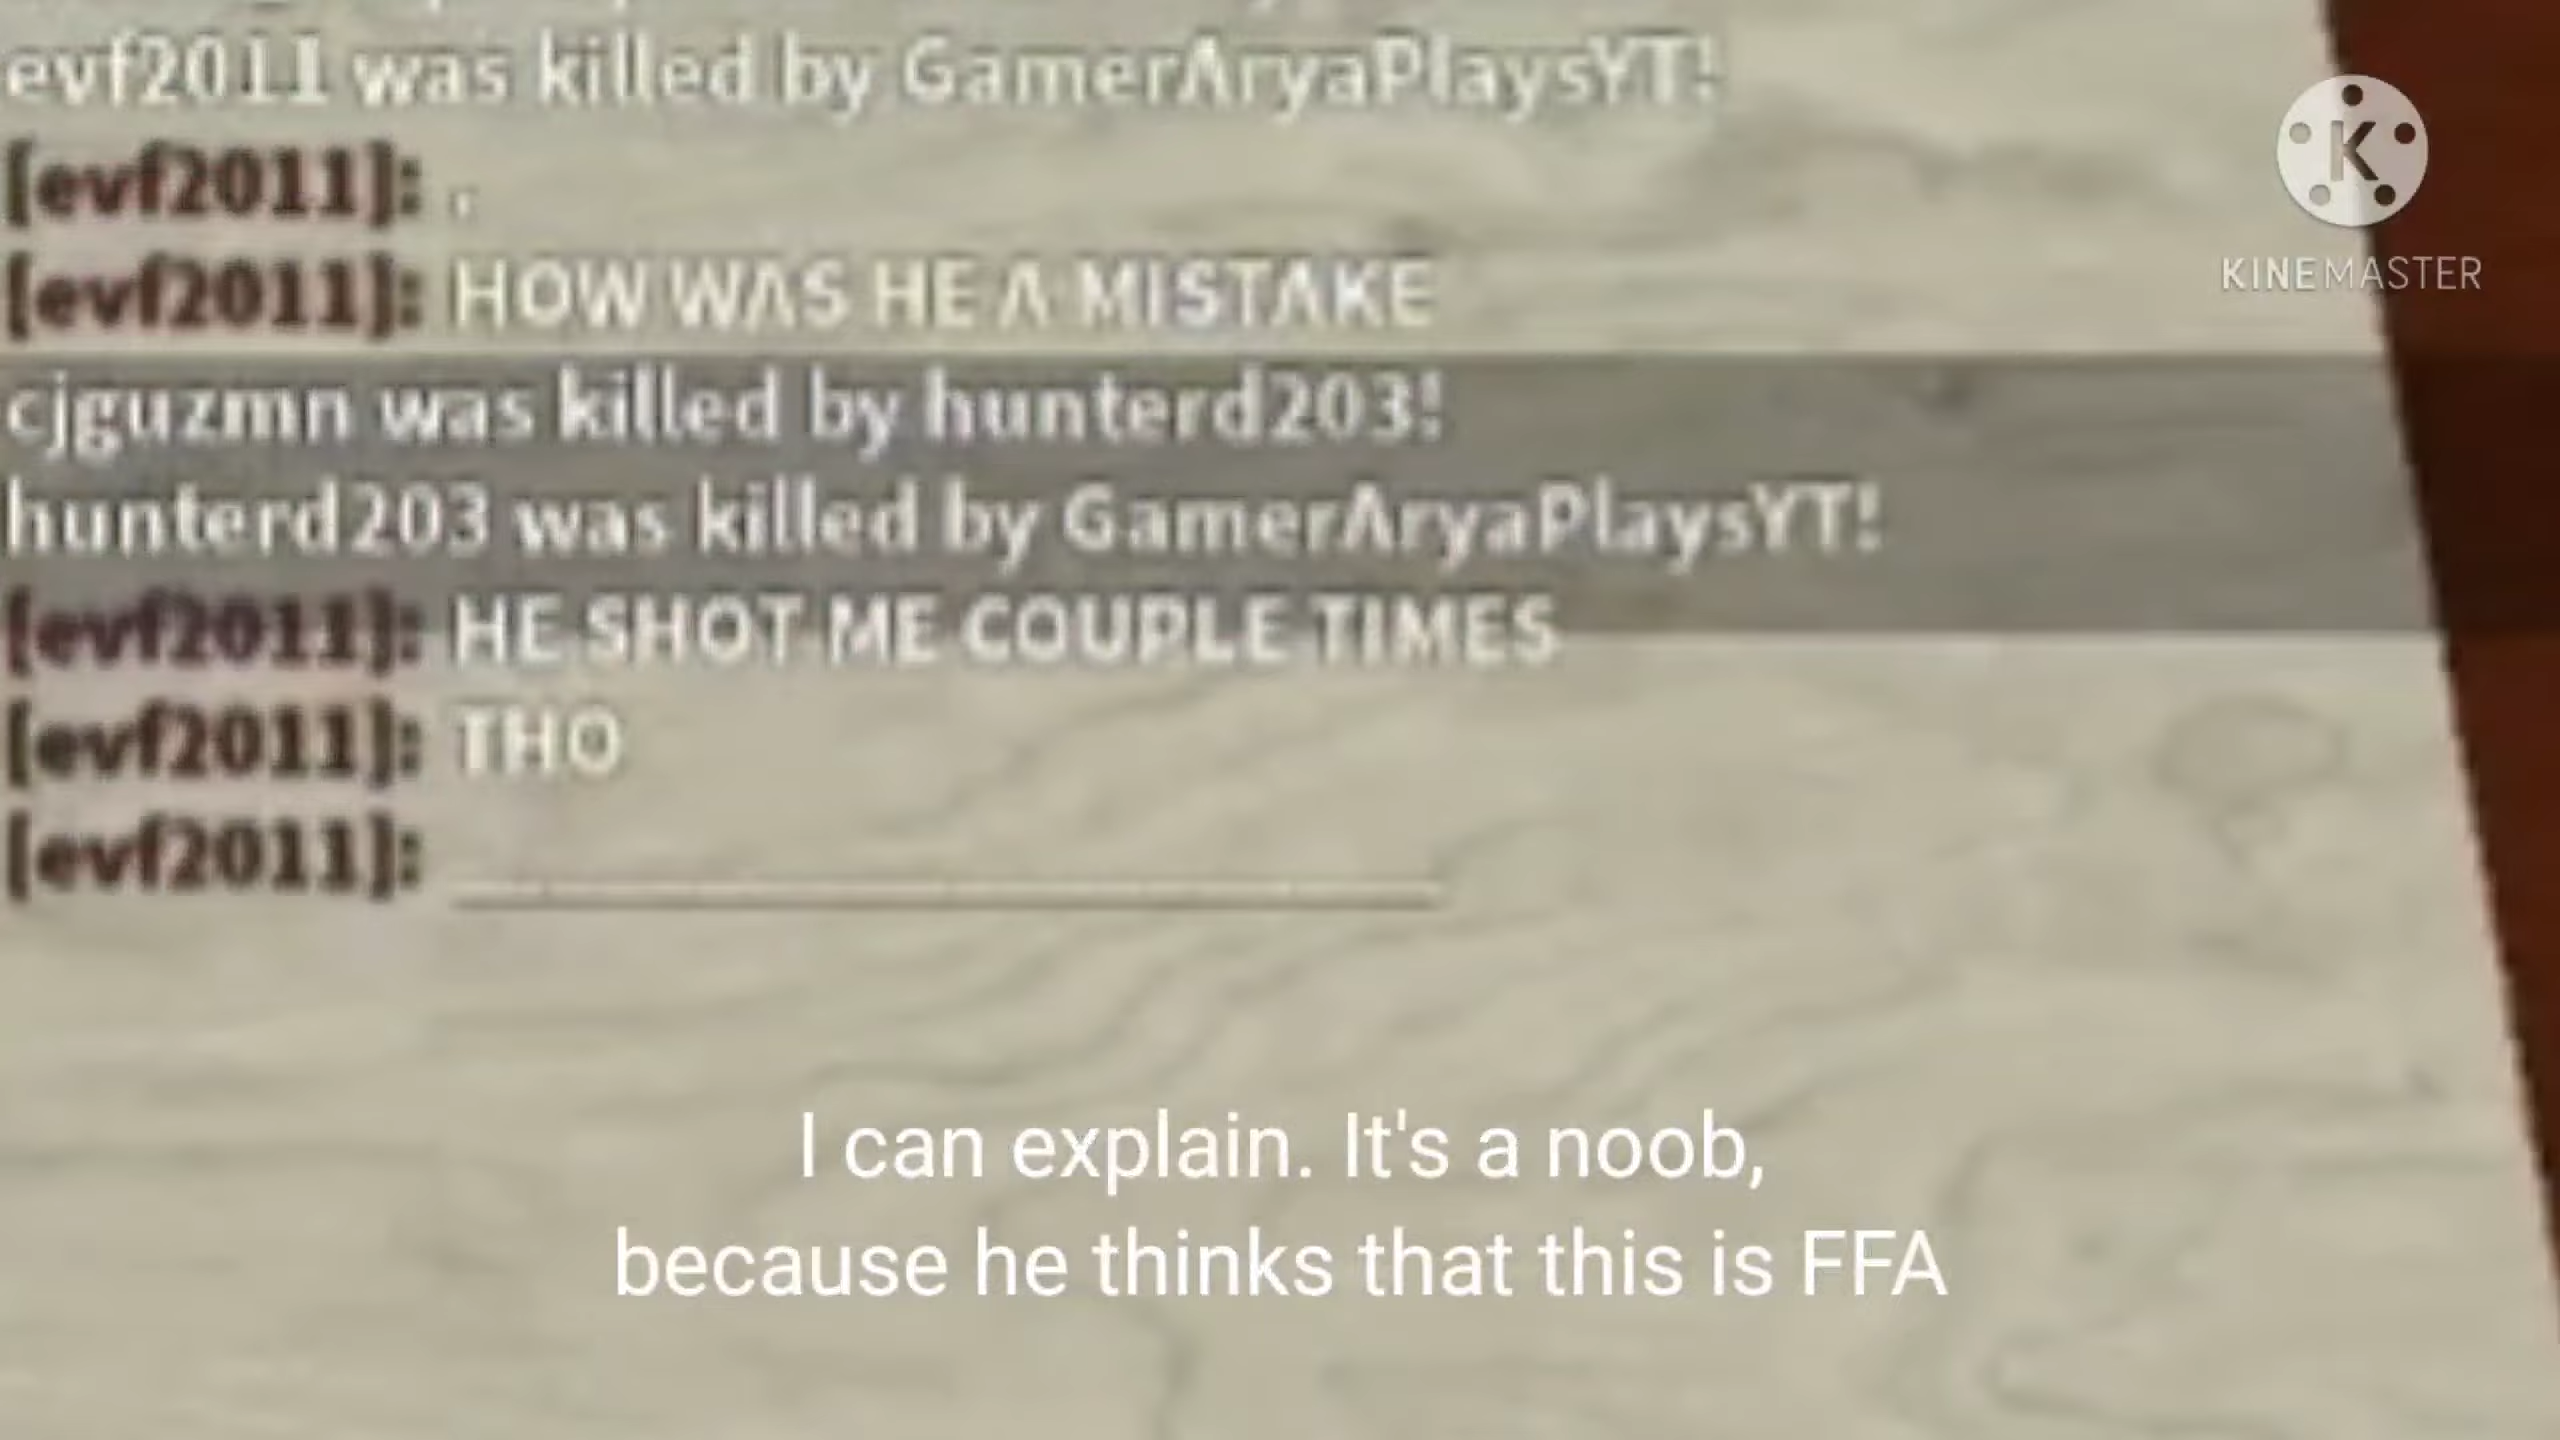 evf2011 was killed by GamerAryaPlaysYT!
[evf2011]: .
[evf2011]: HOW WAS HE A MISTAKE
cjguzmn was killed by hunterd203!
hunterd203 was killed by GamerAryaPlaysYT!
[evf2011]: HE SHOT ME COUPLE TIMES
[evf2011]: THO
[evf2011]: ____________________
K
KINEMASTER
I can explain. It's a noob,
because he thinks that this is FFA